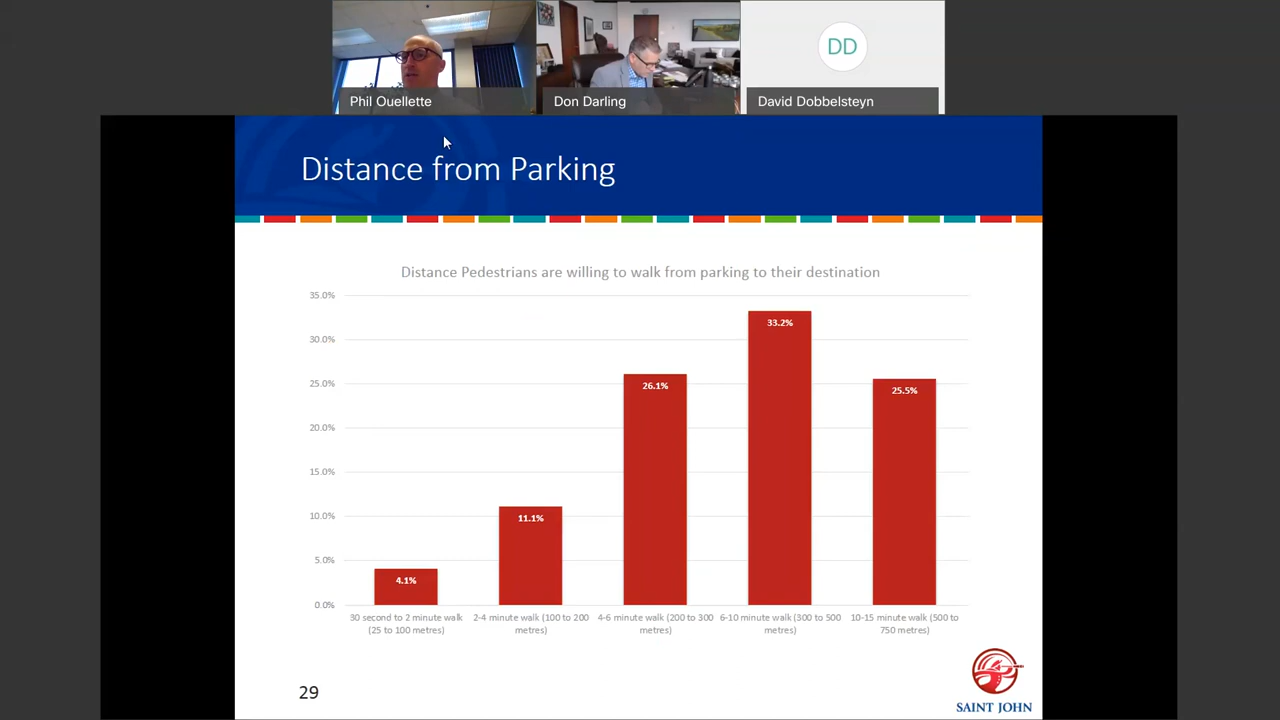 Phil Ouellette
Don Darling
DD
David Dobbelsteyn
Distance from Parking
Distance Pedestrians are willing to walk from parking to their destination
35.0%
30.0%
25.0%
20.0%
15.0%
10.0%
5.0%
0.0%
4.1%
11.1%
26.1%
33.2%
25.5%
30 second to 2 minute walk
(25 to 100 metres)
2-4 minute walk (100 to 200
metres)
4-6 minute walk (200 to 300
metres)
6-10 minute walk (300 to 500
metres)
10-15 minute walk (500 to
750 metres)
29
SAINT JOHN